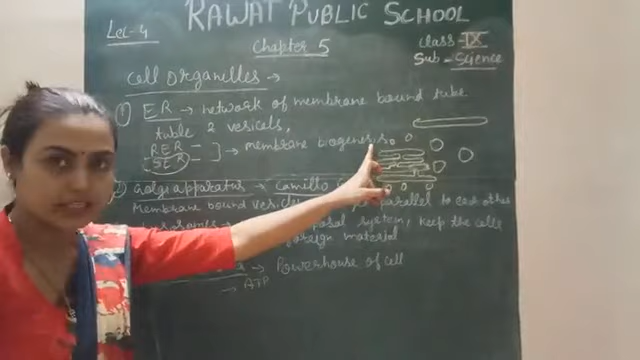 RAWAT PUBLIC SCHOOL
Lec-4
Chapter 5
Class-IX
Sub-Science
Cell Organelles →
① ER → network of membrane bound tube
tuble 2 vesicels,
- RER -
- SER -
→ membrane biogenesis
② Golgi apparatus → Camillo
Membrane bound vesicles parallel to each other
system, keep the cells
foreign material
→ Powerhouse of cell
→ ATP